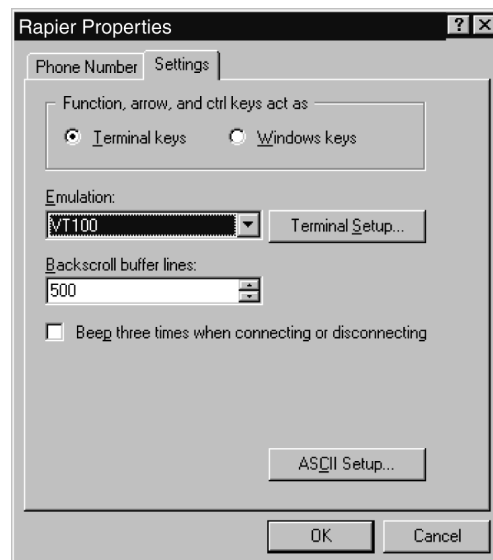 Rapier Properties
Phone Number Settings
Function, arrow, and ctrl keys act as
Terminal keys Windows keys
Emulation:
VT100 Terminal Setup...
Backscroll buffer lines:
500
Beep three times when connecting or disconnecting
ASCII Setup...
OK Cancel